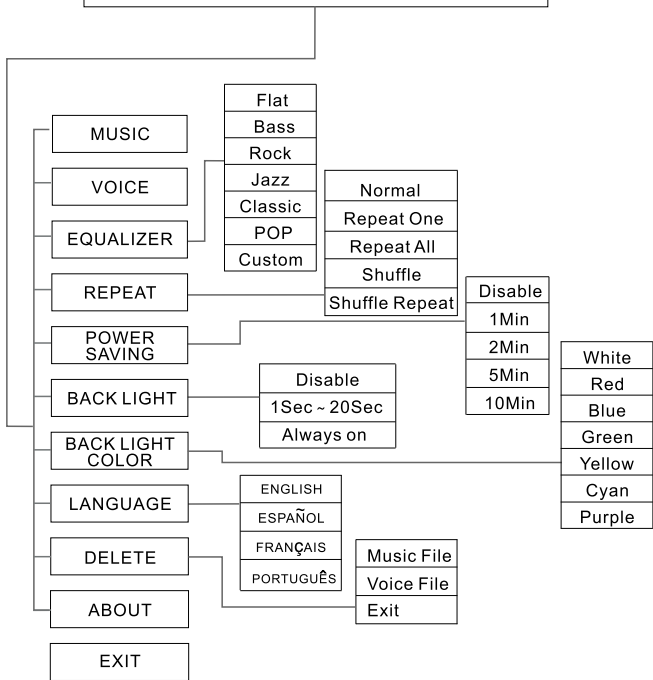 MUSIC
VOICE
EQUALIZER
REPEAT
POWER
SAVING
BACK LIGHT
BACK LIGHT
COLOR
LANGUAGE
DELETE
ABOUT
EXIT
Flat
Bass
Rock
Jazz
Classic
POP
Custom
Normal
Repeat One
Repeat All
Shuffle
Shuffle Repeat
Disable
1Min
2Min
5Min
10Min
Disable
1Sec ~ 20Sec
Always on
White
Red
Blue
Green
Yellow
Cyan
Purple
ENGLISH
ESPAÑOL
FRANÇAIS
PORTUGUÊS
Music File
Voice File
Exit